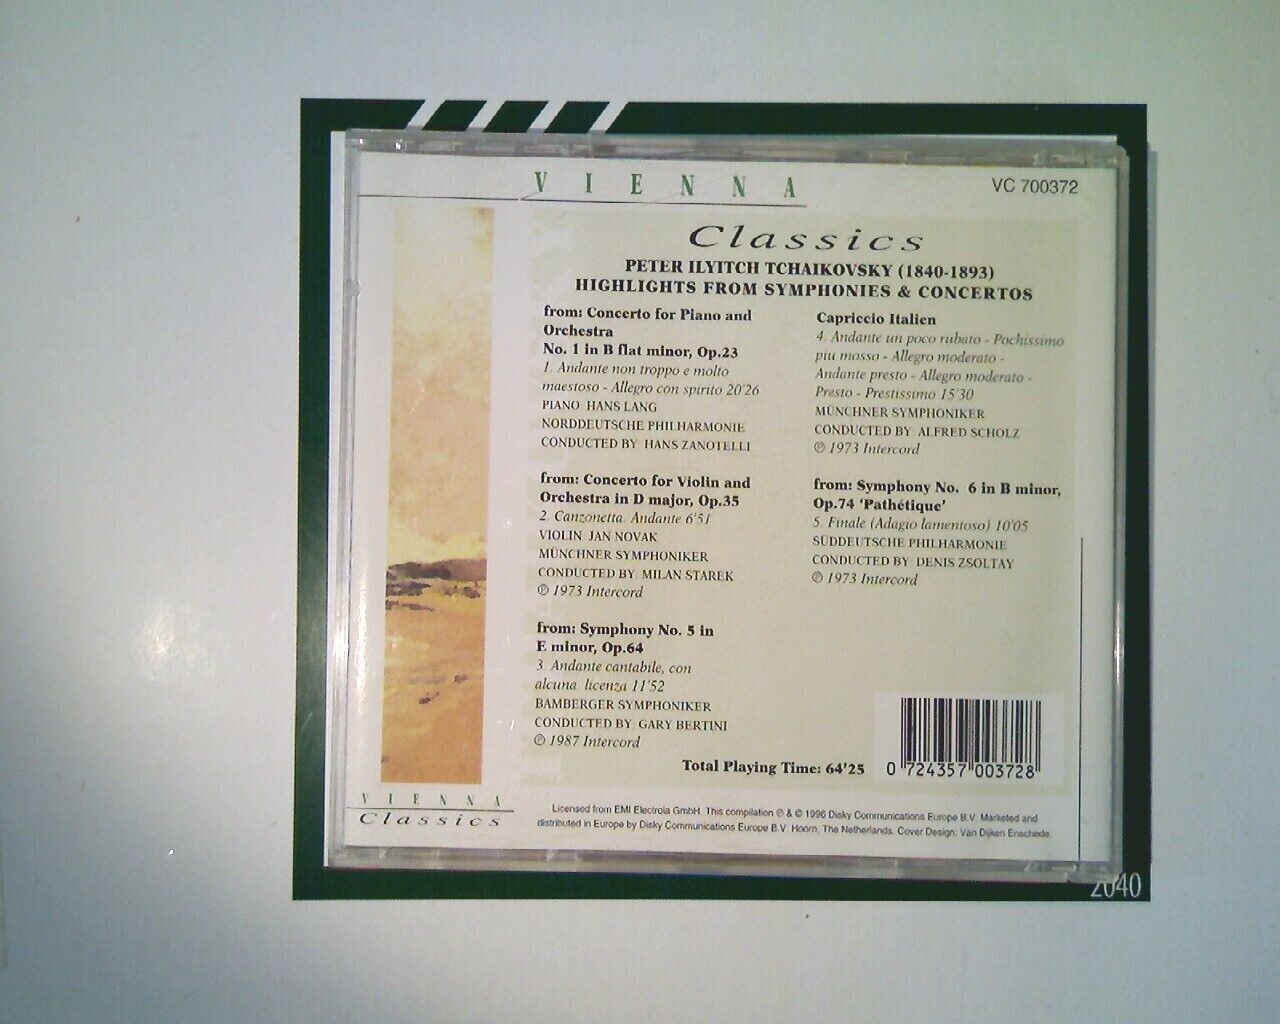 VIENNA
VC 700372
Classics
PETER ILYITCH TCHAIKOVSKY (1840-1893)
HIGHLIGHTS FROM SYMPHONIES & CONCERTOS
from: Concerto for Piano and
Orchestra
No. 1 in B flat minor, Op.23
1. Andante non troppo e molto
maestoso - Allegro con spirito 20'26
PIANO: HANS LANG
NORDDEUTSCHE PHILHARMONIE
CONDUCTED BY: HANS ZANOTELLI
from: Concerto for Violin and
Orchestra in D major, Op.35
2. Canzonetta. Andante 6'51
VIOLIN: JAN NOVAK
MÜNCHNER SYMPHONIKER
CONDUCTED BY: MILAN STAREK
℗ 1973 Intercord
from: Symphony No. 5 in
E minor, Op.64
3. Andante cantabile, con
alcuna licenza 11'52
BAMBERGER SYMPHONIKER
CONDUCTED BY: GARY BERTINI
℗ 1987 Intercord
Capriccio Italien
4. Andante un poco rubato - Pochissimo
piu mosso - Allegro moderato -
Andante presto - Allegro moderato -
Presto - Prestissimo 15'30
MÜNCHNER SYMPHONIKER
CONDUCTED BY: ALFRED SCHOLZ
℗ 1973 Intercord
from: Symphony No. 6 in B minor,
Op.74 'Pathétique'
5. Finale (Adagio lamentoso) 10'05
SÜDDEUTSCHE PHILHARMONIE
CONDUCTED BY: DENIS ZSOLTAY
℗ 1973 Intercord
Total Playing Time: 64'25
0 724357 003728
VIENNA
Classics
Licensed from EMI Electrola GmbH. This compilation ℗ & © 1996 Disky Communications Europe B.V. Marketed and
distributed in Europe by Disky Communications Europe B.V. Hoorn, The Netherlands. Cover Design: Van Dijken Enschede.
2040